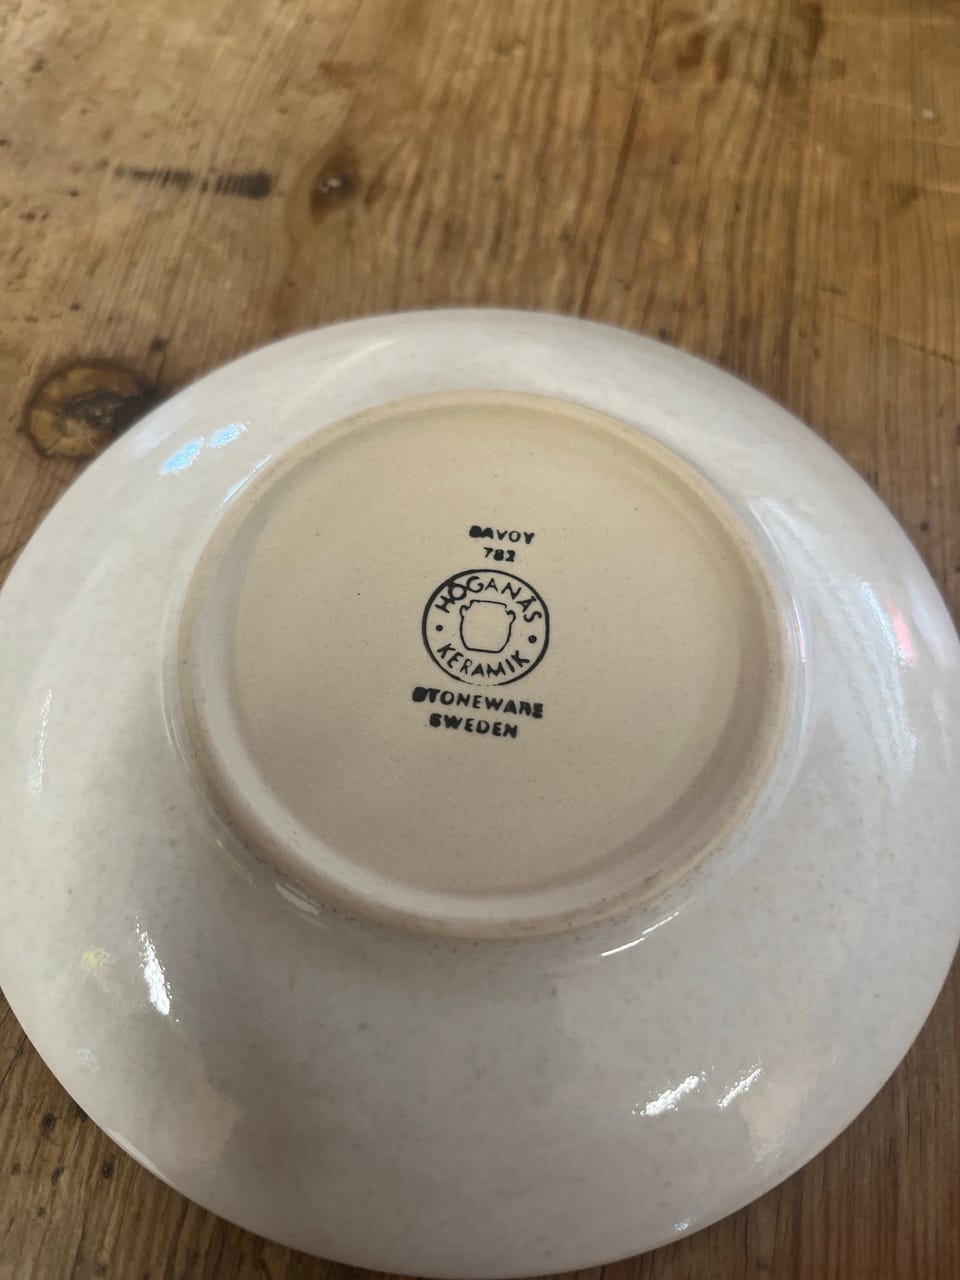 SAVOY
782
HÖGANÄS
KERAMIK
STONEWARE
SWEDEN